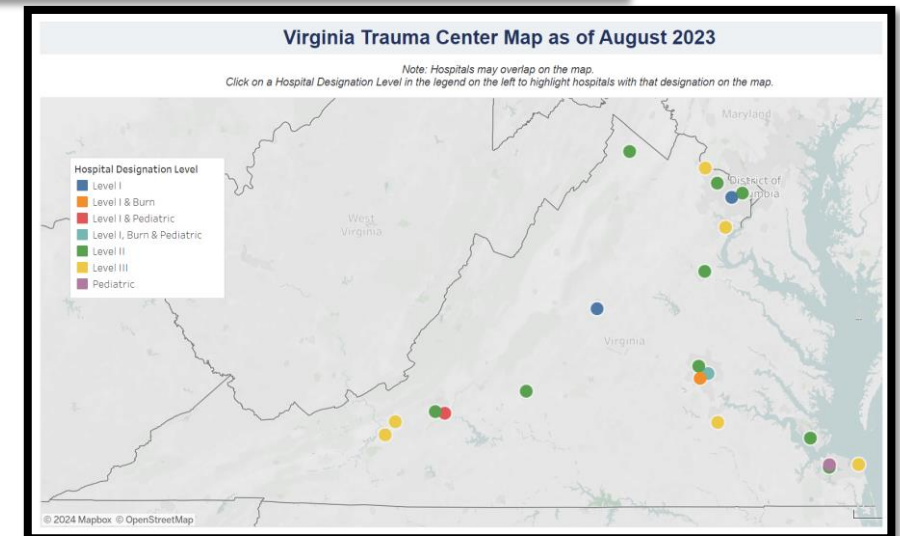 Virginia Trauma Center Map as of August 2023
Note: Hospitals may overlap on the map.
Click on a Hospital Designation Level in the legend on the left to highlight hospitals with that designation on the map.
Maryland
Hospital Designation Level
Level I
Level I & Burn
Level I & Pediatric
Level I, Burn & Pediatric
Level II
Level III
Pediatric
District of
West
Virginia
Virginia
© 2024 Mapbox © OpenStreetMap